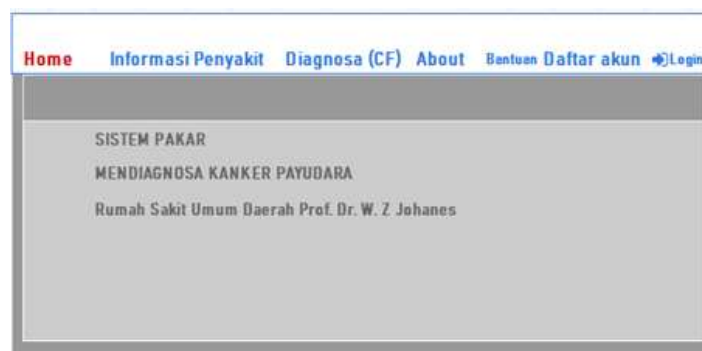 Home Informasi Penyakit Diagnosa (CF) About Bantuan Daftar akun Login
SISTEM PAKAR
MENDIAGNOSA KANKER PAYUDARA
Rumah Sakit Umum Daerah Prof. Dr. W. Z Johanes